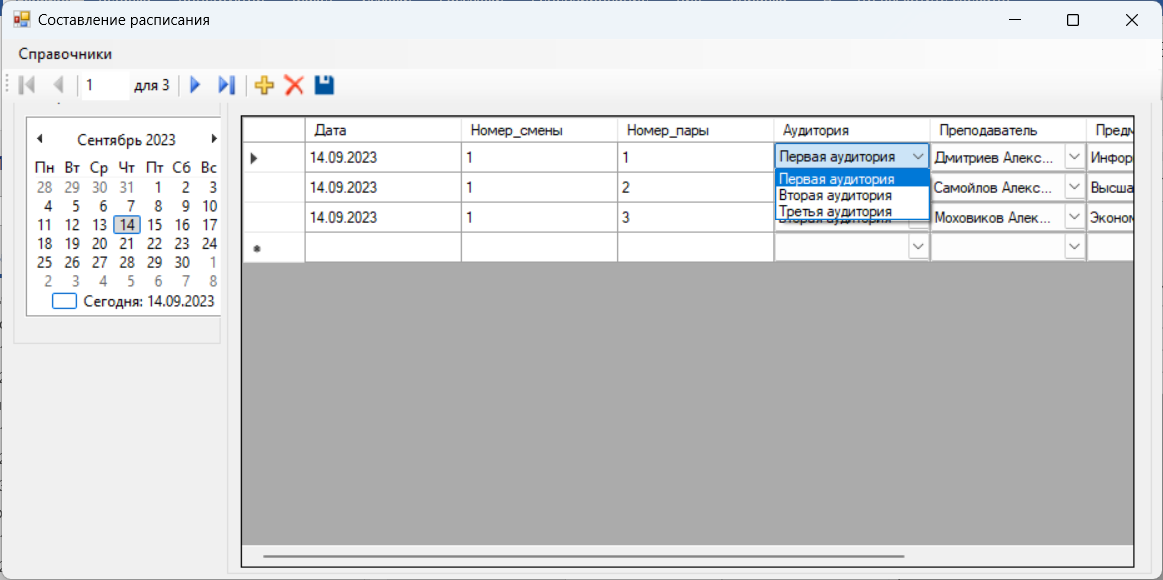 Составление расписания
Справочники
1 для 3
Сентябрь 2023
Пн Вт Ср Чт Пт Сб Вс
28 29 30 31 1 2 3
4 5 6 7 8 9 10
11 12 13 14 15 16 17
18 19 20 21 22 23 24
25 26 27 28 29 30 1
2 3 4 5 6 7 8
Сегодня: 14.09.2023
Дата Номер_смены Номер_пары Аудитория Преподаватель Предм
14.09.2023 1 1 Первая аудитория Дмитриев Алекс... Инфор
14.09.2023 1 2 Самойлов Алекс... Высша
14.09.2023 1 3 Вторая аудитория Моховиков Алек... Эконом
Первая аудитория
Вторая аудитория
Третья аудитория